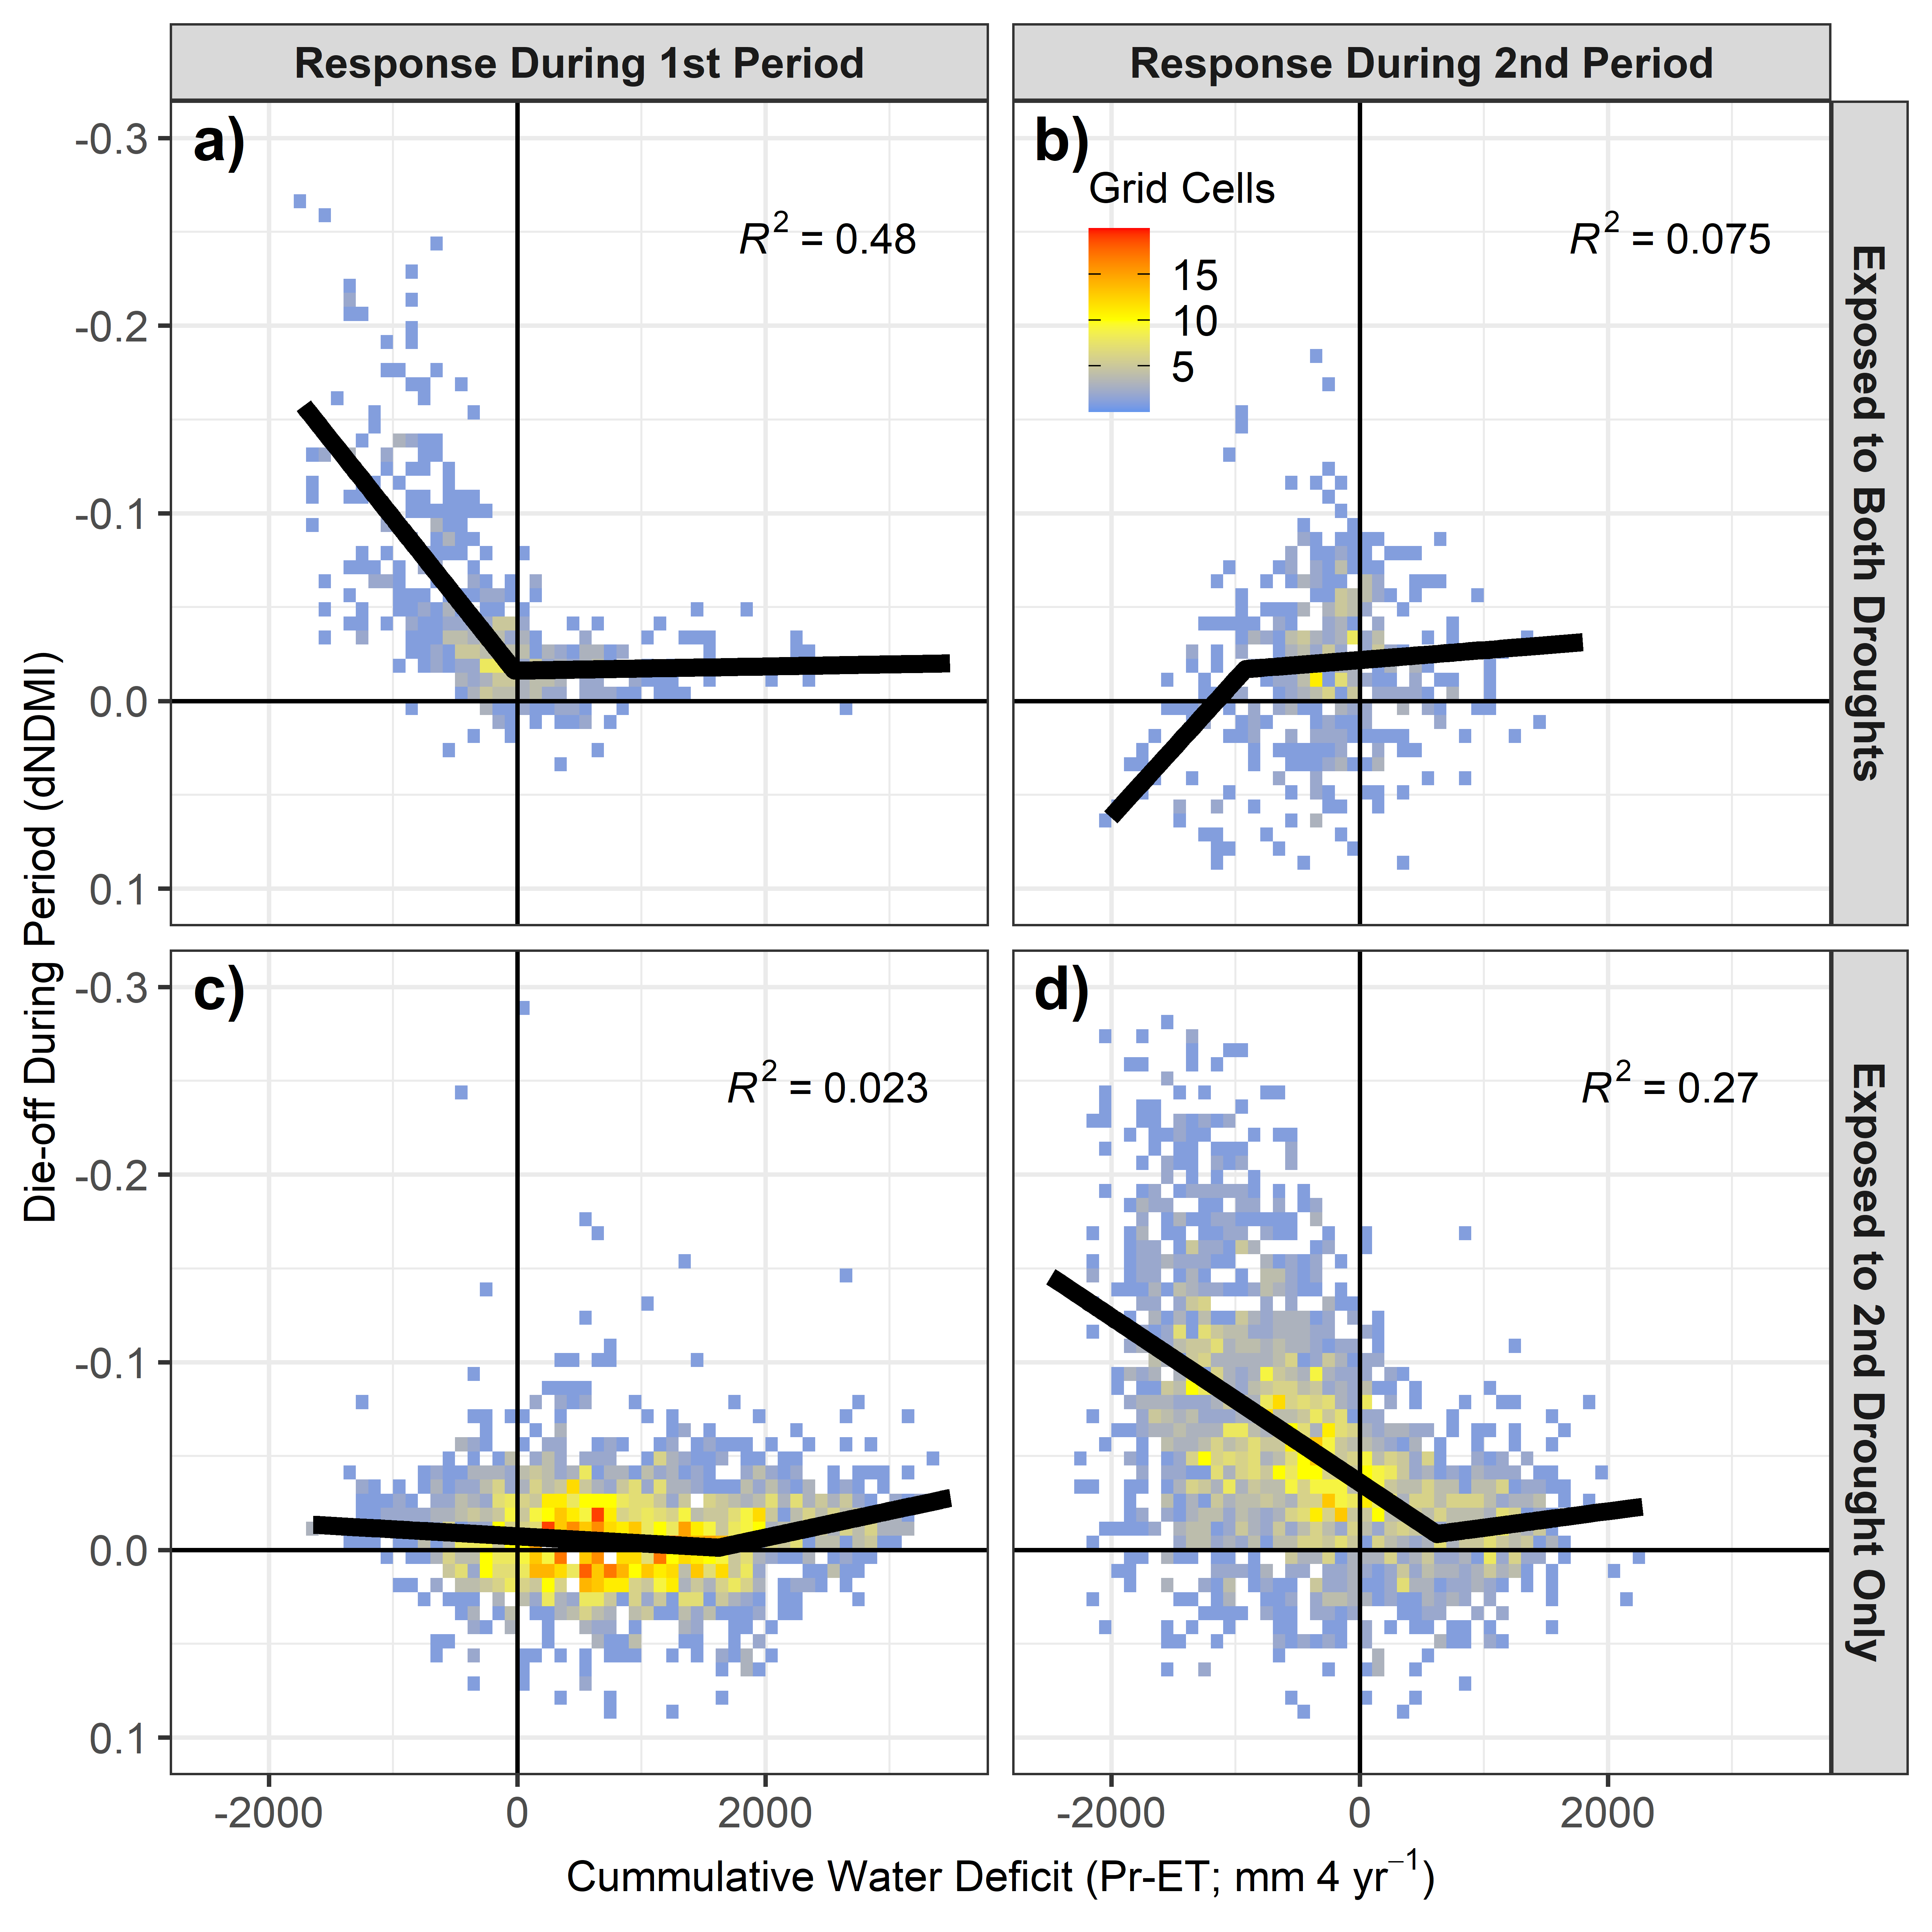 Response During 1st Period
Response During 2nd Period
a)
R² = 0.48
-0.3
-0.2
-0.1
0.0
0.1
b)
Grid Cells
15
10
5
R² = 0.075
Exposed to Both Droughts
Die-off During Period (dNDMI)
c)
R² = 0.023
-0.3
-0.2
-0.1
0.0
0.1
d)
R² = 0.27
Exposed to 2nd Drought Only
-2000 0 2000
-2000 0 2000
Cummulative Water Deficit (Pr-ET; mm 4 yr⁻¹)